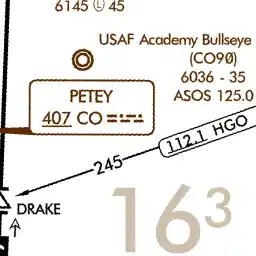 6145 Ⓛ 45
USAF Academy Bullseye
(CO90)
6036 - 35
ASOS 125.0
PETEY
407 CO
112.1 HGO
245
DRAKE
16³